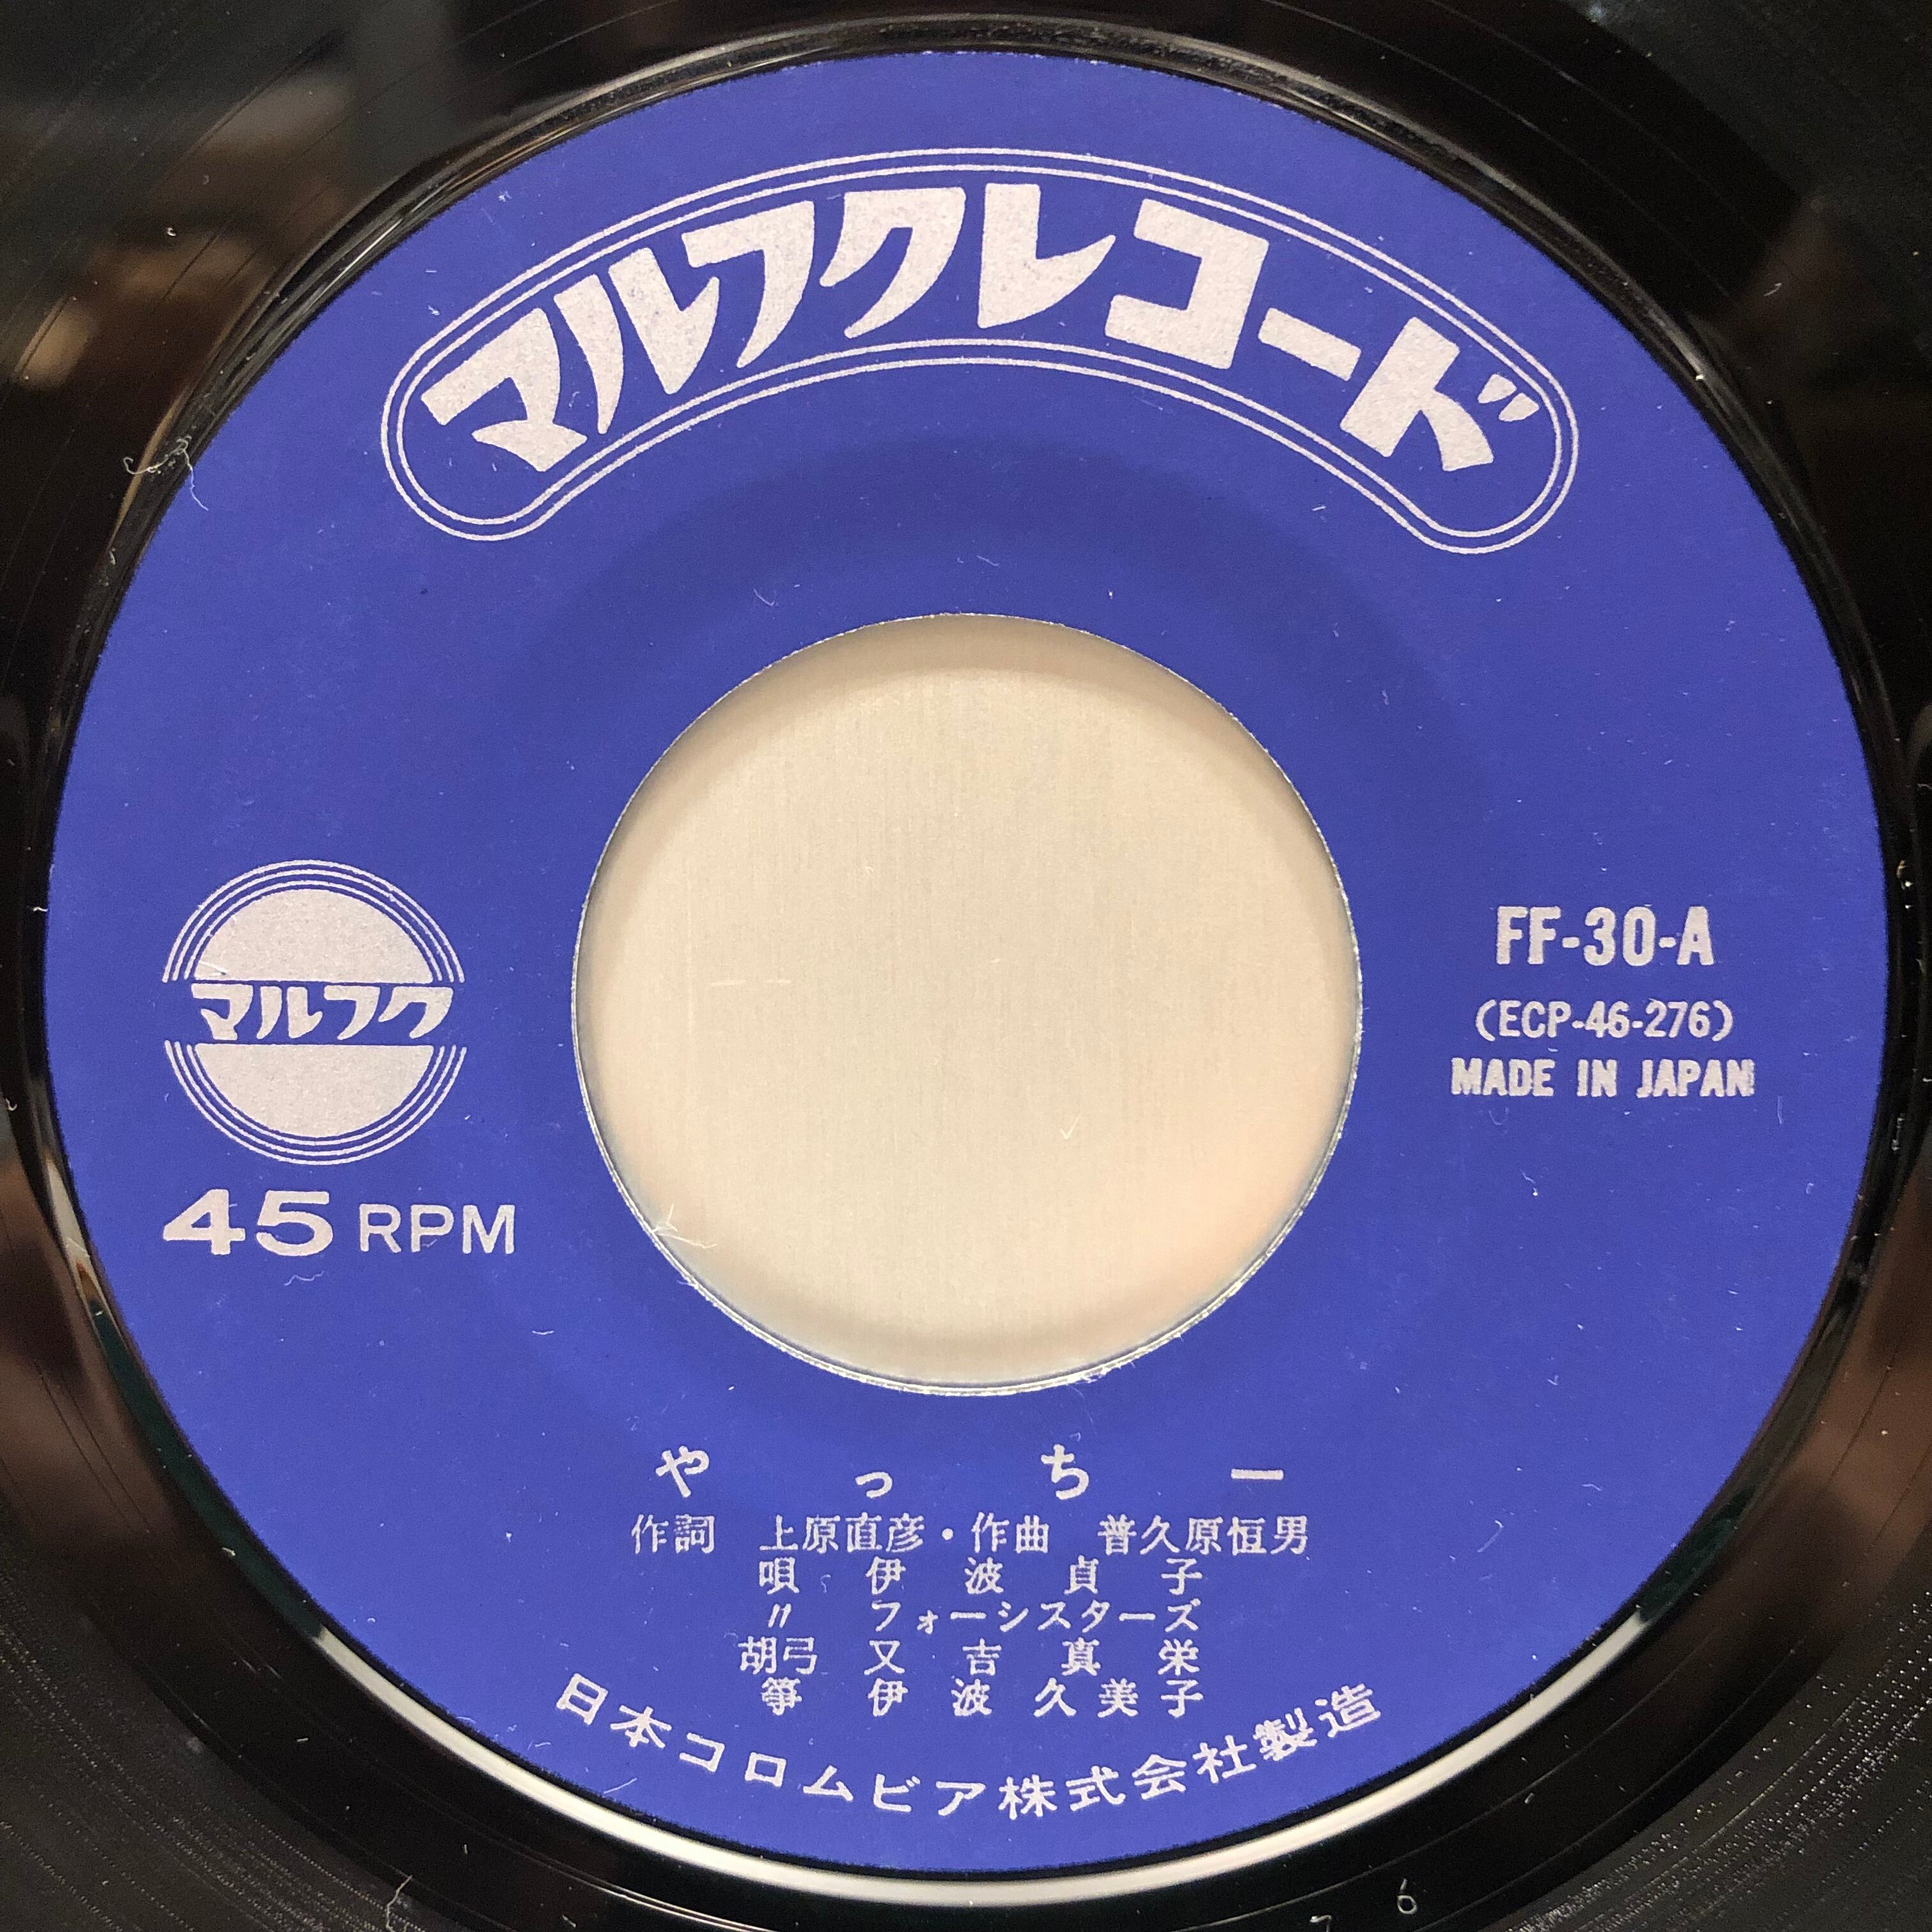 マルフクレコード
マルフク
45 RPM
FF-30-A
(ECP-46-276)
MADE IN JAPAN
やっちー
作詞 上原直彦・作曲 普久原恒男
唄 伊波貞子
〃 フォーシスターズ
胡弓 又吉真栄
箏 伊波久美子
日本コロムビア株式会社製造
7 6